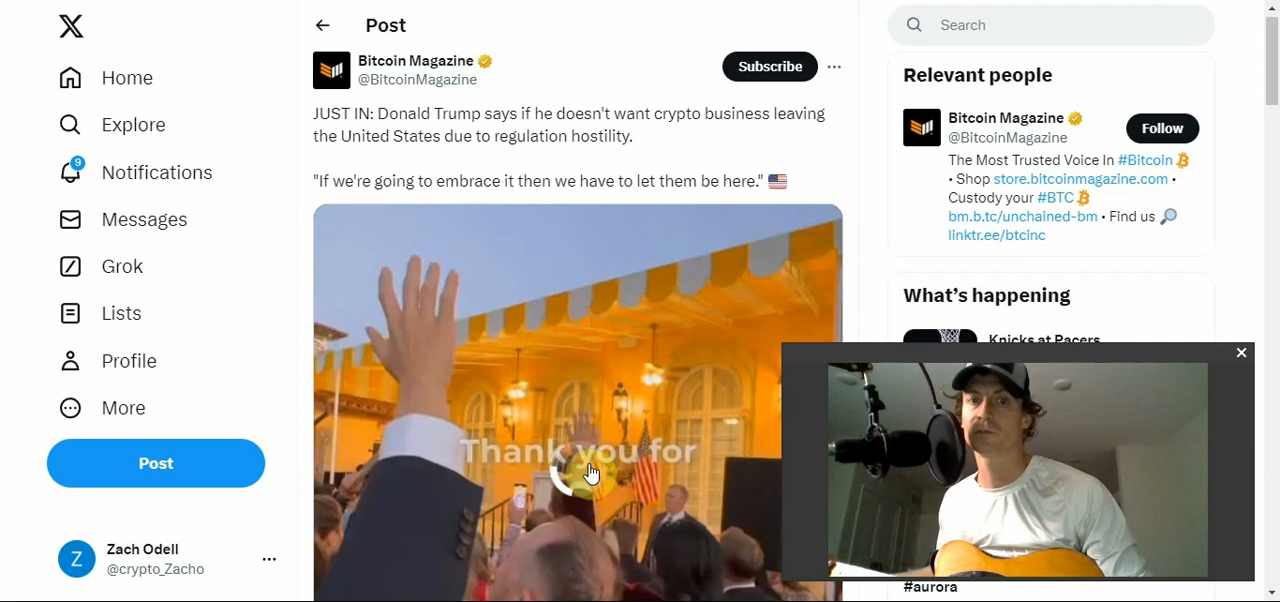 Home
Explore
9
Notifications
Messages
Grok
Lists
Profile
More
Post
Z
Zach Odell
@crypto_Zacho
Post
Bitcoin Magazine
@BitcoinMagazine
Subscribe
JUST IN: Donald Trump says if he doesn't want crypto business leaving
the United States due to regulation hostility.
"If we're going to embrace it then we have to let them be here." 🇺🇸
Thank you for
Search
Relevant people
Bitcoin Magazine
@BitcoinMagazine
Follow
The Most Trusted Voice In #Bitcoin
• Shop store.bitcoinmagazine.com •
Custody your #BTC
bm.b.tc/unchained-bm • Find us 🔎
linktr.ee/btcinc
What's happening
Knicks at Pacers
#aurora